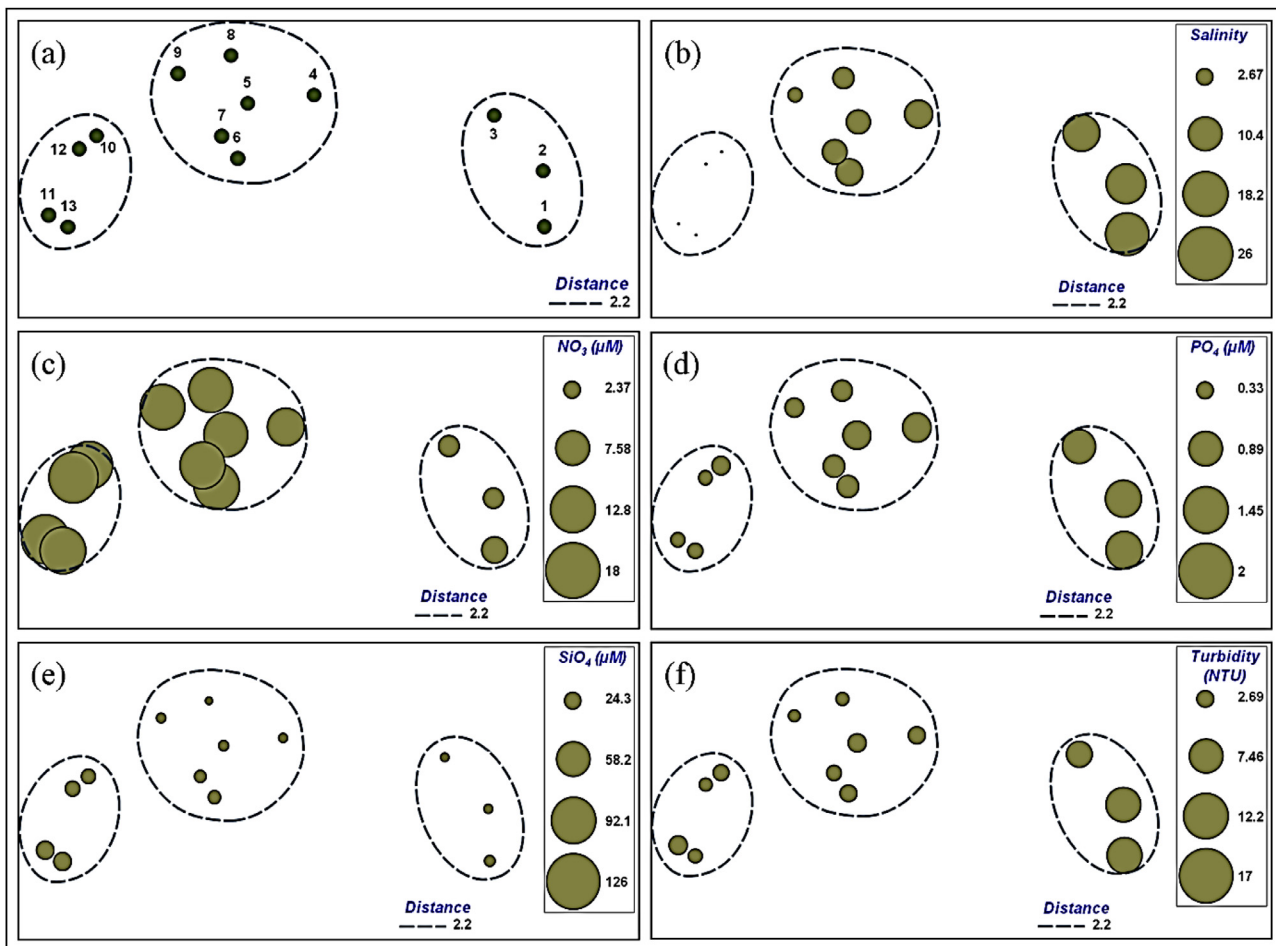 (a)
8
9
5
4
7
6
10
12
11
13
3
2
1
Distance
2.2
(b)
Salinity
2.67
10.4
18.2
26
Distance
2.2
(c)
NO₃ (µM)
2.37
7.58
12.8
18
Distance
2.2
(d)
PO₄ (µM)
0.33
0.89
1.45
2
Distance
2.2
(e)
SiO₄ (µM)
24.3
58.2
92.1
126
Distance
2.2
(f)
Turbidity
(NTU)
2.69
7.46
12.2
17
Distance
2.2